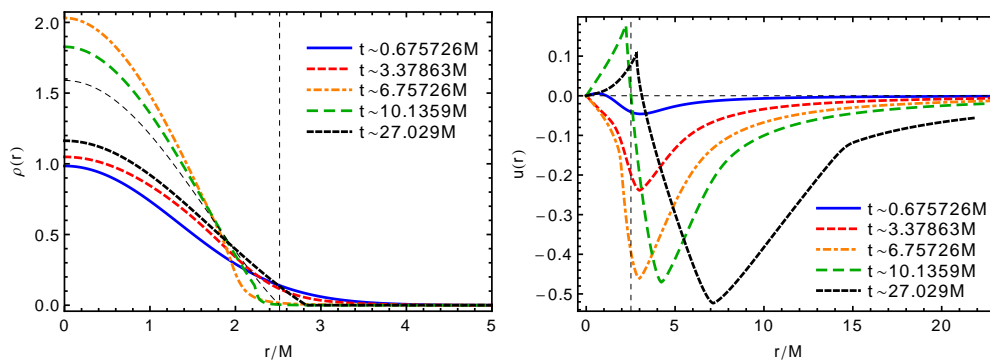 2.0
1.5
1.0
0.5
0.0
ρ(r)
0 1 2 3 4 5
r/M
t~0.675726M
t~3.37863M
t~6.75726M
t~10.1359M
t~27.029M
0.1
0.0
−0.1
−0.2
−0.3
−0.4
−0.5
u(r)
0 5 10 15 20
r/M
t~0.675726M
t~3.37863M
t~6.75726M
t~10.1359M
t~27.029M